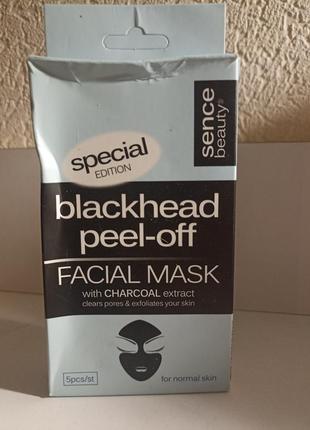 sence
beauty®
special
EDITION
blackhead
peel-off
FACIAL MASK
with CHARCOAL extract
clears pores & exfoliates your skin
5pcs/st
for normal skin